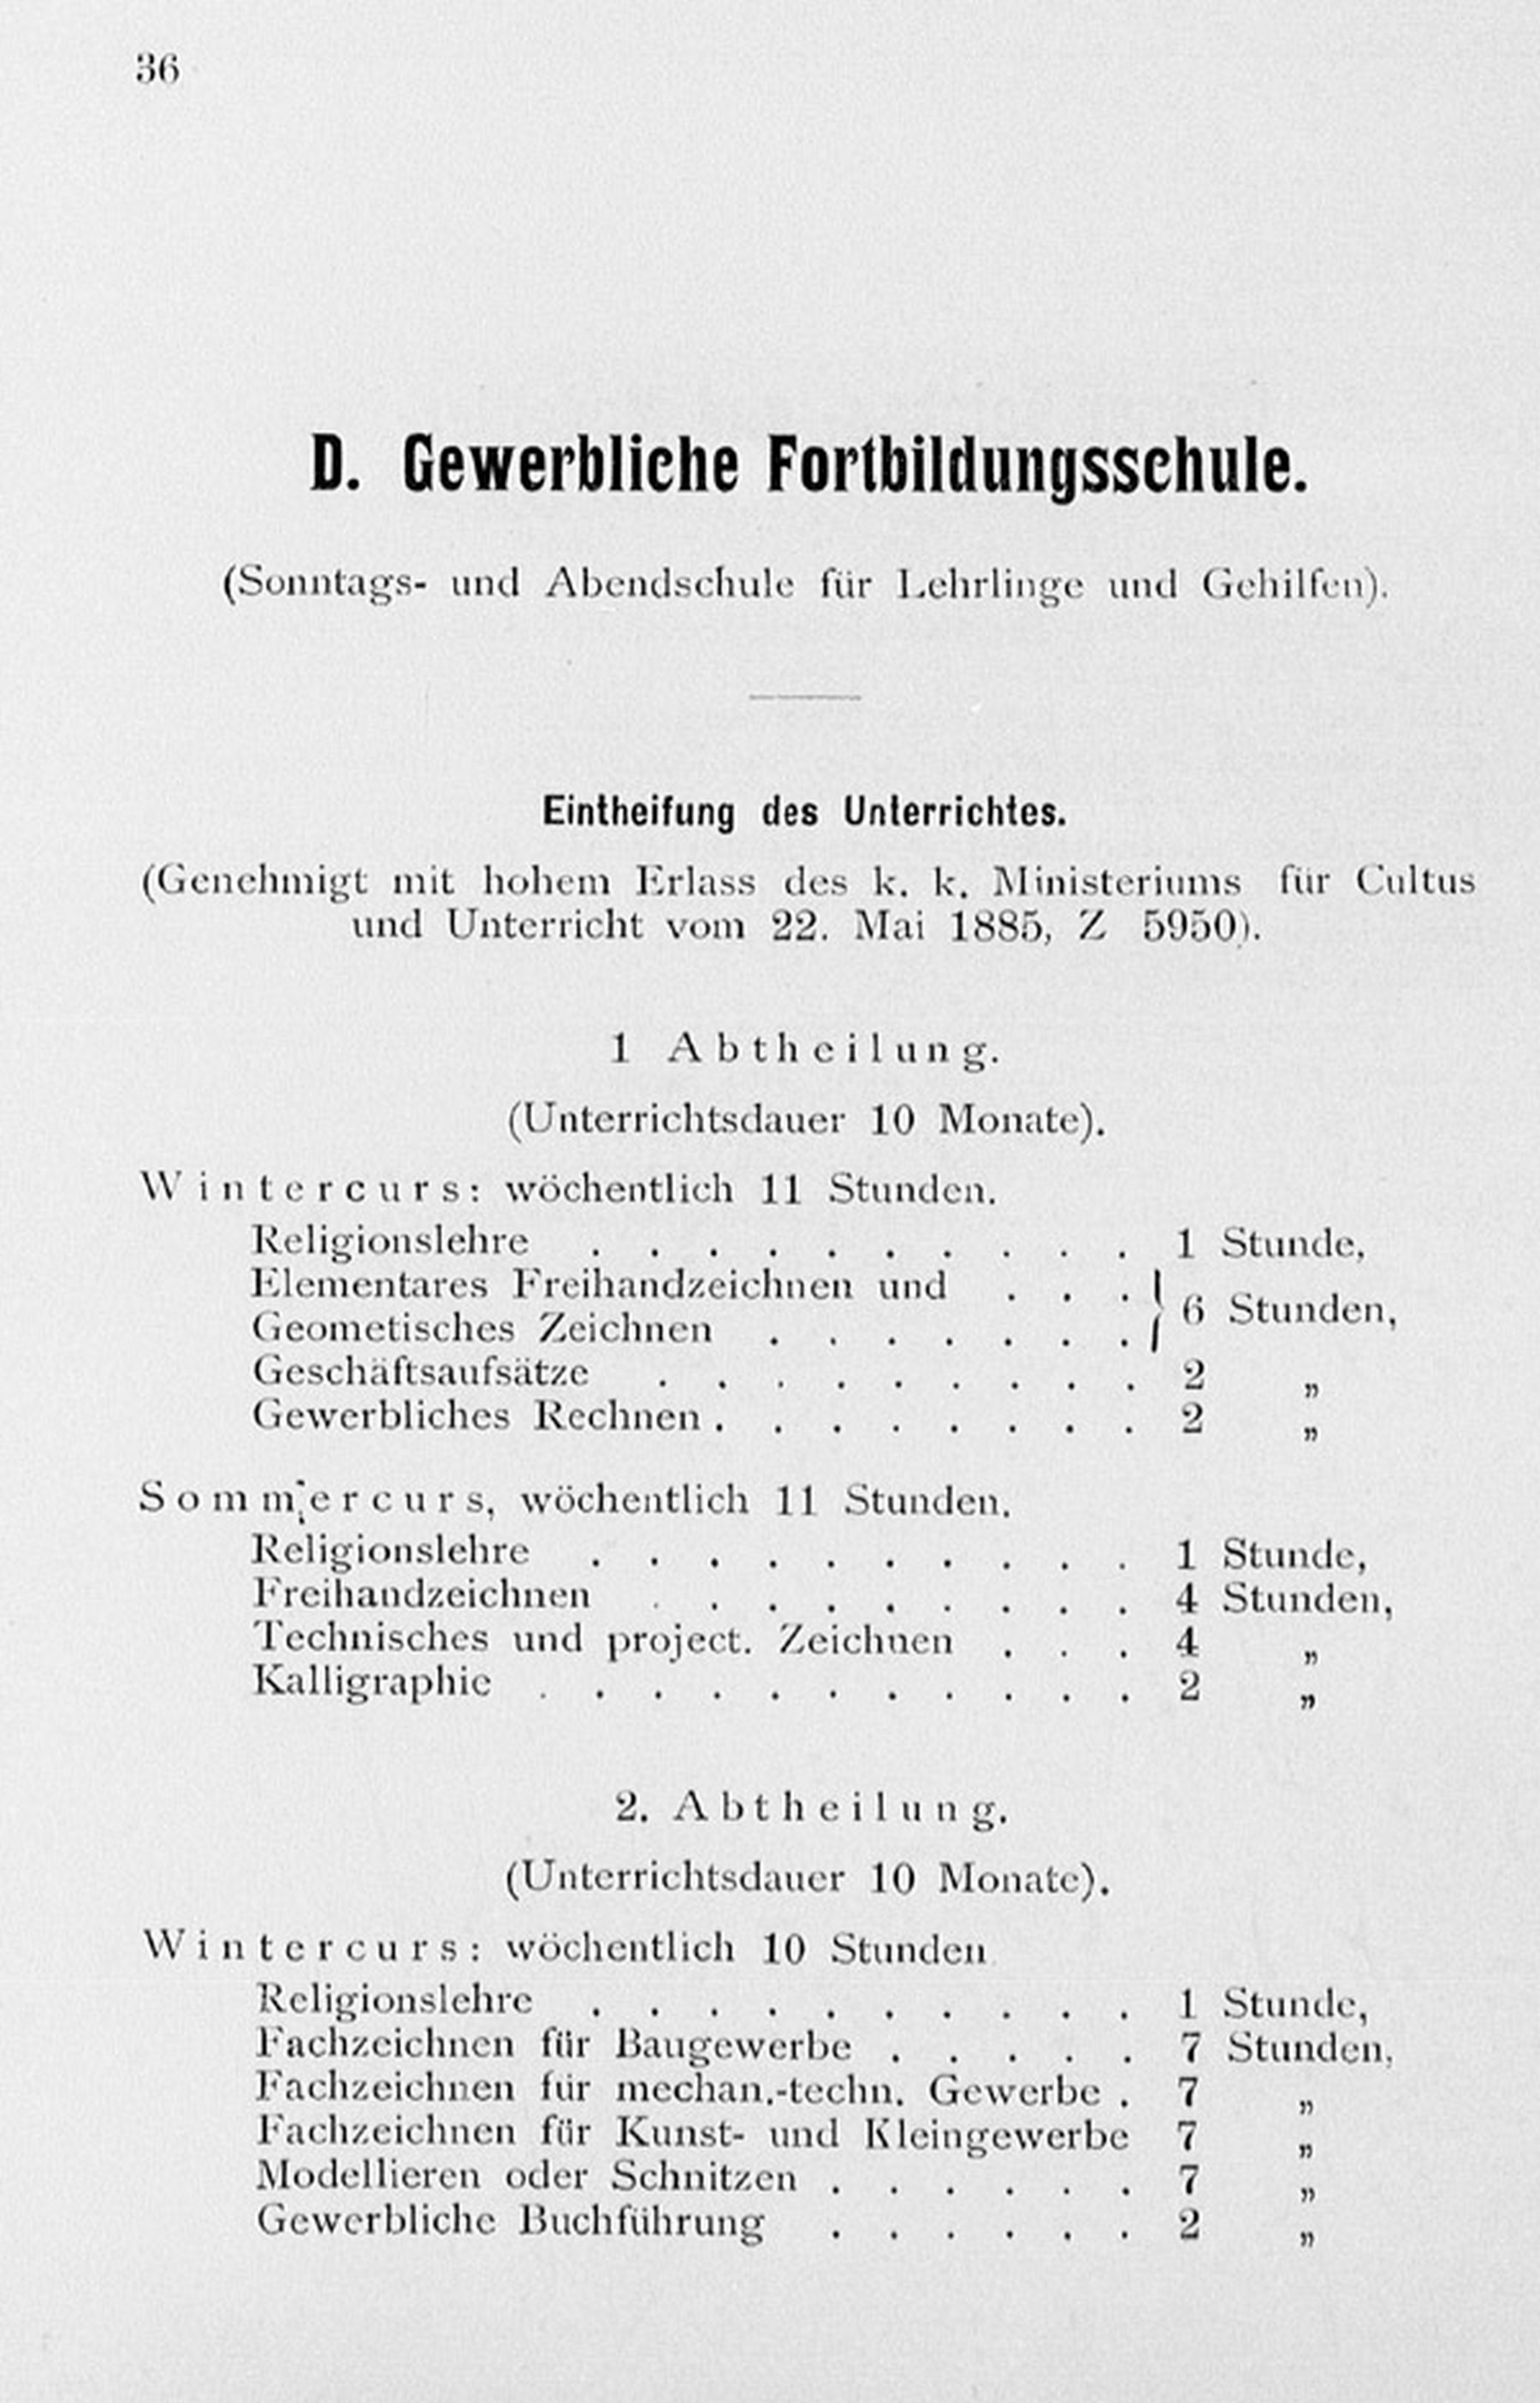 36
D. Gewerbliche Fortbildungsschule.
(Sonntags- und Abendschule für Lehrlinge und Gehilfen).
Eintheifung des Unterrichtes.
(Genehmigt mit hohem Erlass des k. k. Ministeriums für Cultus
und Unterricht vom 22. Mai 1885, Z 5950).
1 Abtheilung.
(Unterrichtsdauer 10 Monate).
Wintercurs: wöchentlich 11 Stunden.
Religionslehre . . . . . . . . . . 1 Stunde,
Elementares Freihandzeichnen und . . . } 6 Stunden,
Geometisches Zeichnen . . . . . . .
Geschäftsaufsätze . . . . . . . . . 2 „
Gewerbliches Rechnen . . . . . . . . 2 „
Sommercurs, wöchentlich 11 Stunden.
Religionslehre . . . . . . . . . . 1 Stunde,
Freihandzeichnen . . . . . . . . . 4 Stunden,
Technisches und project. Zeichnen . . . 4 „
Kalligraphie . . . . . . . . . . . 2 „
2. Abtheilung.
(Unterrichtsdauer 10 Monate).
Wintercurs: wöchentlich 10 Stunden
Religionslehre . . . . . . . . . . 1 Stunde,
Fachzeichnen für Baugewerbe . . . . . 7 Stunden,
Fachzeichnen für mechan.-techn. Gewerbe . 7 „
Fachzeichnen für Kunst- und Kleingewerbe 7 „
Modellieren oder Schnitzen . . . . . . 7 „
Gewerbliche Buchführung . . . . . . 2 „